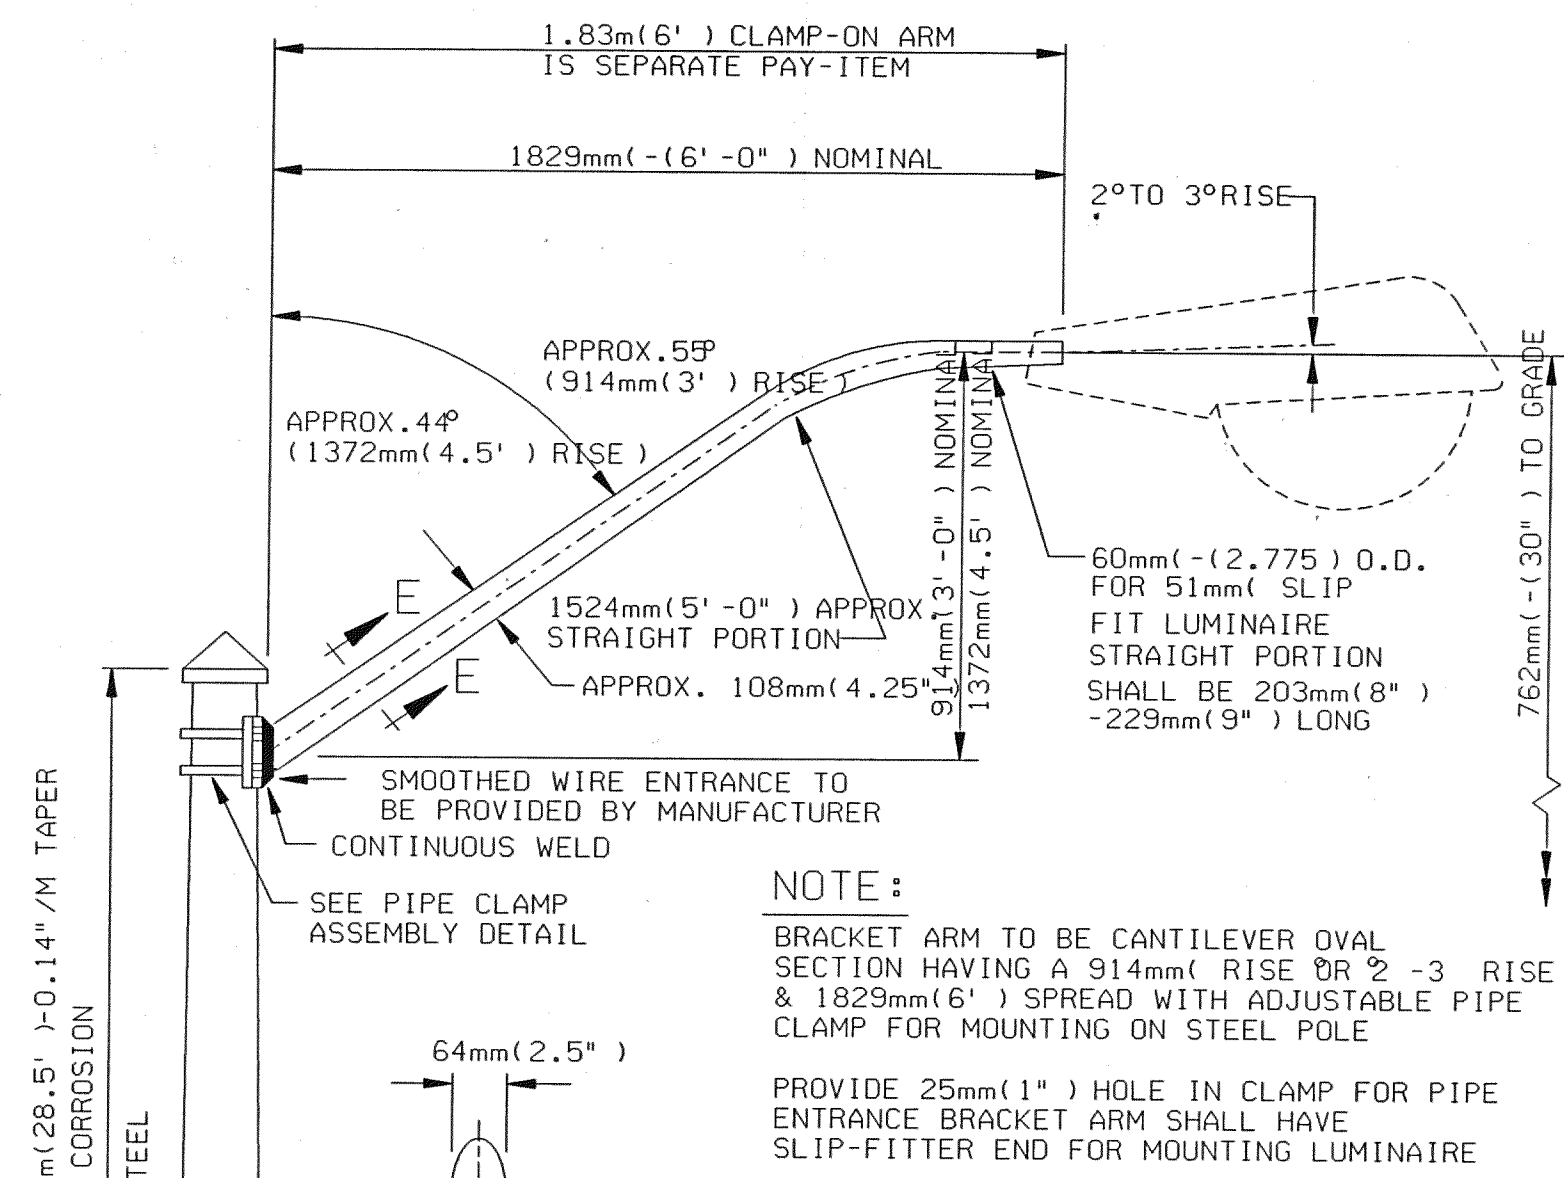 1.83m(6' ) CLAMP-ON ARM
IS SEPARATE PAY-ITEM
1829mm(-(6'-0" ) NOMINAL
2°TO 3°RISE
APPROX.55°
(914mm(3' ) RISE )
APPROX.44°
(1372mm(4.5' ) RISE )
914mm(3'-0" ) NOMINA
1372mm(4.5' ) NOMINA
762mm(-(30" ) TO GRADE
60mm(-(2.775 ) O.D.
FOR 51mm( SLIP
FIT LUMINAIRE
STRAIGHT PORTION
SHALL BE 203mm(8" )
-229mm(9" ) LONG
E
1524mm(5'-0" ) APPROX.
STRAIGHT PORTION
E
APPROX. 108mm(4.25" )
SMOOTHED WIRE ENTRANCE TO
BE PROVIDED BY MANUFACTURER
CONTINUOUS WELD
SEE PIPE CLAMP
ASSEMBLY DETAIL
m(28.5' )-0.14"/M TAPER
CORROSION
TEEL
64mm(2.5" )
NOTE:
BRACKET ARM TO BE CANTILEVER OVAL
SECTION HAVING A 914mm( RISE OR 2°-3 RISE
& 1829mm(6' ) SPREAD WITH ADJUSTABLE PIPE
CLAMP FOR MOUNTING ON STEEL POLE
PROVIDE 25mm(1" ) HOLE IN CLAMP FOR PIPE
ENTRANCE BRACKET ARM SHALL HAVE
SLIP-FITTER END FOR MOUNTING LUMINAIRE